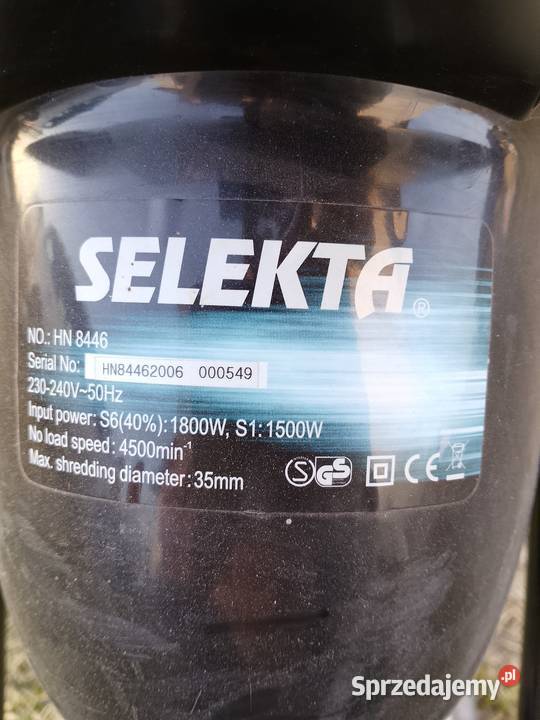 SELEKTA®
NO.: HN 8446
Serial No: HN84462006 000549
230-240V~50Hz
Input power: S6(40%): 1800W, S1: 1500W
No load speed: 4500min⁻¹
Max. shredding diameter: 35mm
S GS CE
Sprzedajemy.pl